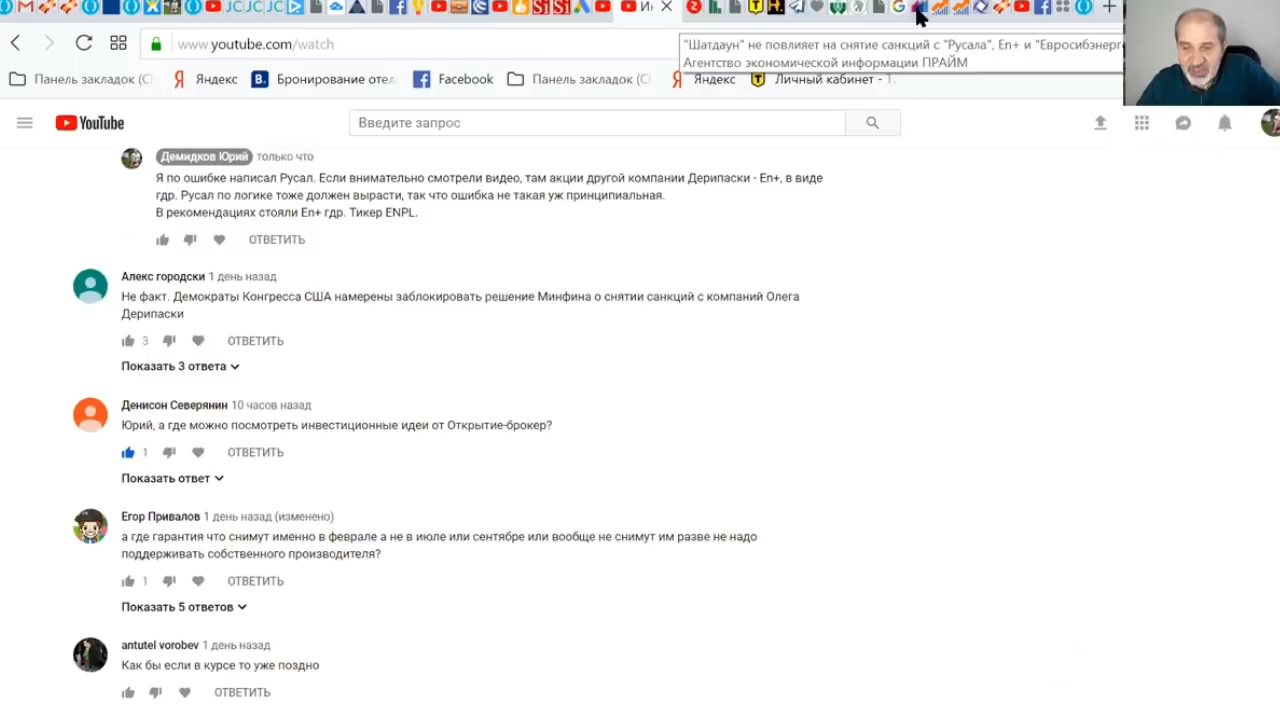 www.youtube.com/watch
"Шатдаун" не повлияет на снятие санкций с "Русала", En+ и "Евросибэнерг
Агентство экономической информации ПРАЙМ
Панель закладок (С
Яндекс
Бронирование отел
Facebook
Панель закладок (С
Яндекс
Личный кабинет - Т.
YouTube
Введите запрос
Демидков Юрий только что
Я по ошибке написал Русал. Если внимательно смотрели видео, там акции другой компании Дерипаски - En+, в виде
гдр. Русал по логике тоже должен вырасти, так что ошибка не такая уж принципиальная.
В рекомендациях стояли En+ гдр. Тикер ENPL.
ОТВЕТИТЬ
Алекс городски 1 день назад
Не факт. Демократы Конгресса США намерены заблокировать решение Минфина о снятии санкций с компаний Олега
Дерипаски
3 ОТВЕТИТЬ
Показать 3 ответа
Денисон Северянин 10 часов назад
Юрий, а где можно посмотреть инвестиционные идеи от Открытие-брокер?
1 ОТВЕТИТЬ
Показать ответ
Егор Привалов 1 день назад (изменено)
а где гарантия что снимут именно в феврале а не в июле или сентябре или вообще не снимут им разве не надо
поддерживать собственного производителя?
1 ОТВЕТИТЬ
Показать 5 ответов
antutel vorobev 1 день назад
Как бы если в курсе то уже поздно
ОТВЕТИТЬ